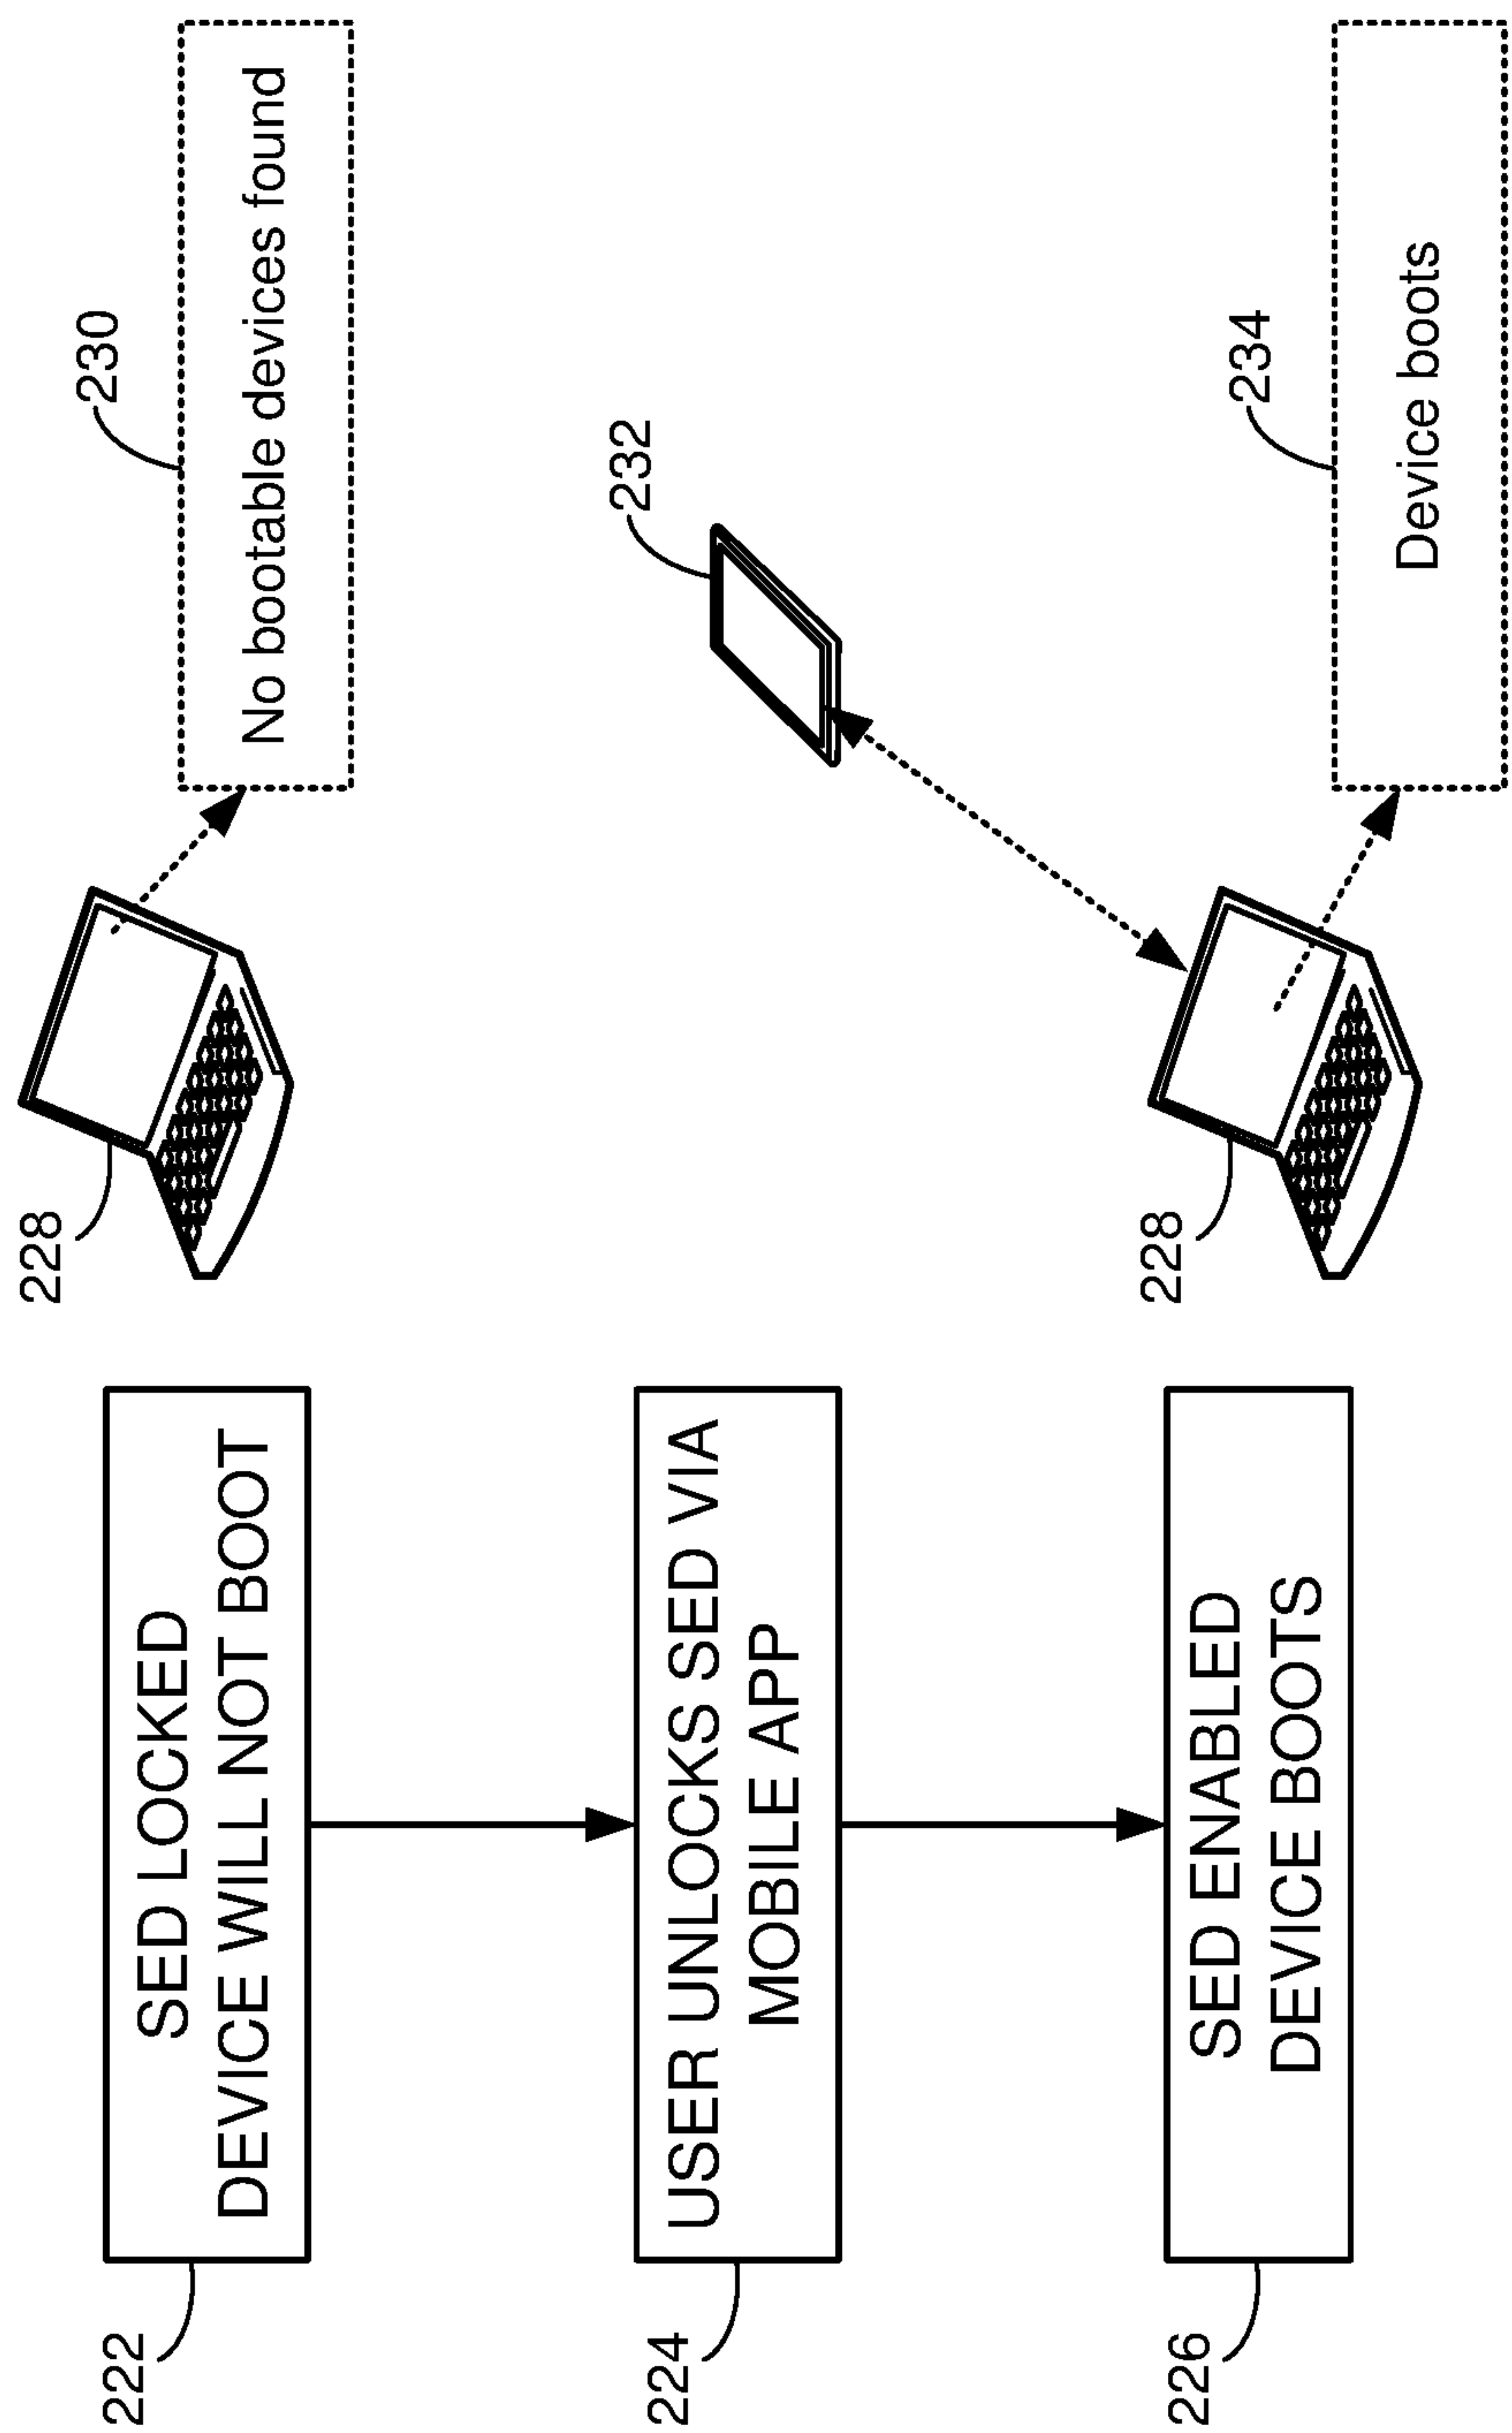 222
SED LOCKED
DEVICE WILL NOT BOOT
228
230
No bootable devices found
224
USER UNLOCKS SED VIA
MOBILE APP
232
226
SED ENABLED
DEVICE BOOTS
228
234
Device boots